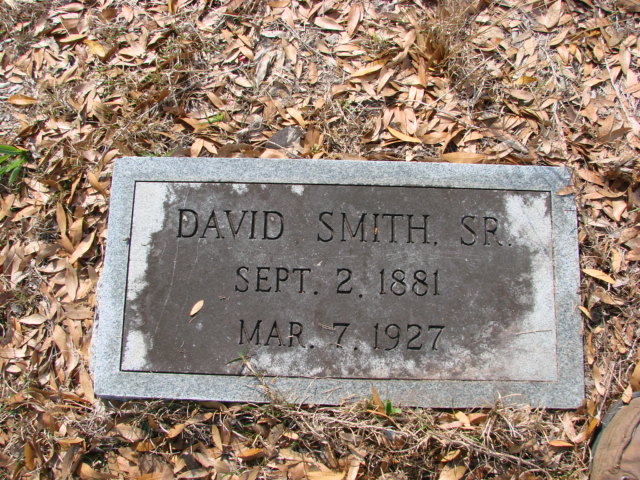 DAVID SMITH, SR.
SEPT. 2, 1881
MAR. 7, 1927